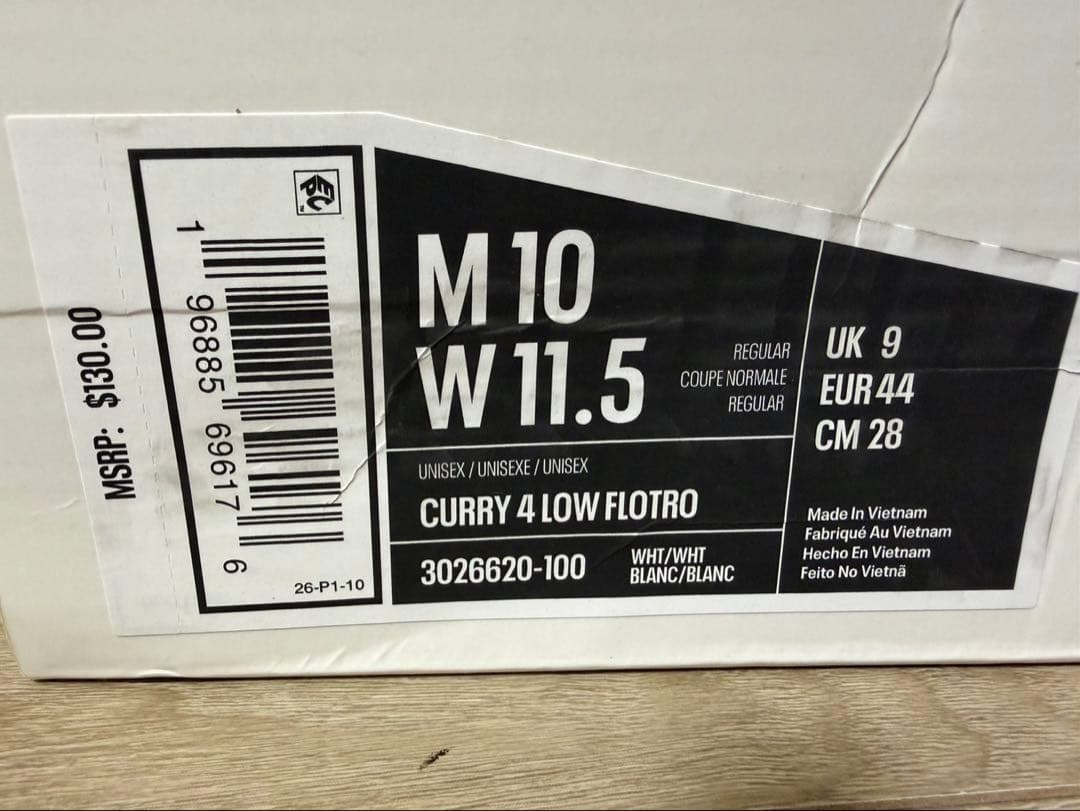 MSRP: $130.00
EPC™
1 96885 69617 6
26-P1-10
M 10
W 11.5
REGULAR
COUPE NORMALE
REGULAR
UNISEX / UNISEXE / UNISEX
CURRY 4 LOW FLOTRO
3026620-100
WHT/WHT
BLANC/BLANC
UK 9
EUR 44
CM 28
Made In Vietnam
Fabriqué Au Vietnam
Hecho En Vietnam
Feito No Vietnã